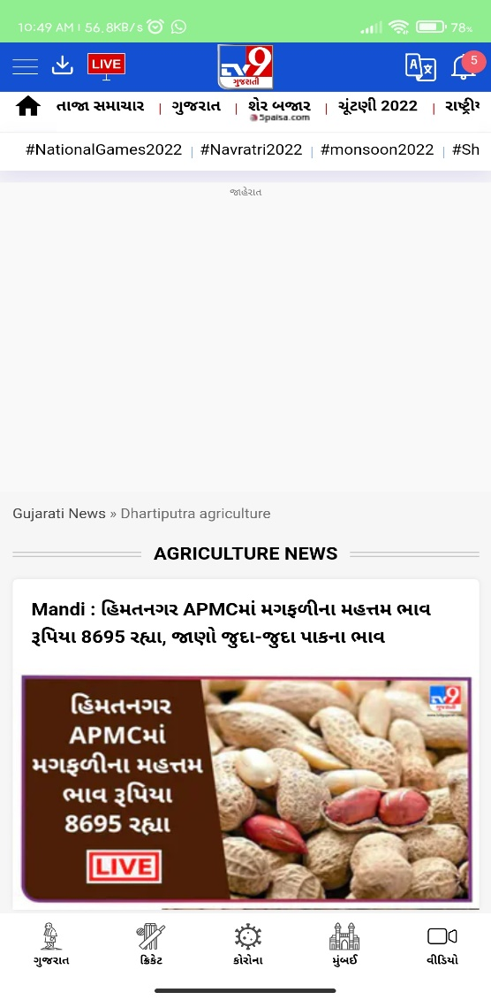 10:49 AM | 56.8KB/s
78%
LIVE
TV9
ગુજરાતી
5
તાજા સમાચાર | ગુજરાત | શેર બજાર | ચૂંટણી 2022 |
5paisa.com
#NationalGames2022 | #Navratri2022 | #monsoon2022 | #Sh
જાહેરાત
Gujarati News » Dhartiputra agriculture
AGRICULTURE NEWS
Mandi : હિમતનગર APMCમાં મગફળીના મહત્તમ ભાવ
રૂપિયા 8695 રહ્યા, જાણો જુદા-જુદા પાકના ભાવ
હિમતનગર
APMCમાં
મગફળીના મહત્તમ
ભાવ રૂપિયા
8695 રહ્યા
LIVE
TV9
ગુજરાતી
ગુજરાત ક્રિકેટ કોરોના મુંબઈ વીડિયો